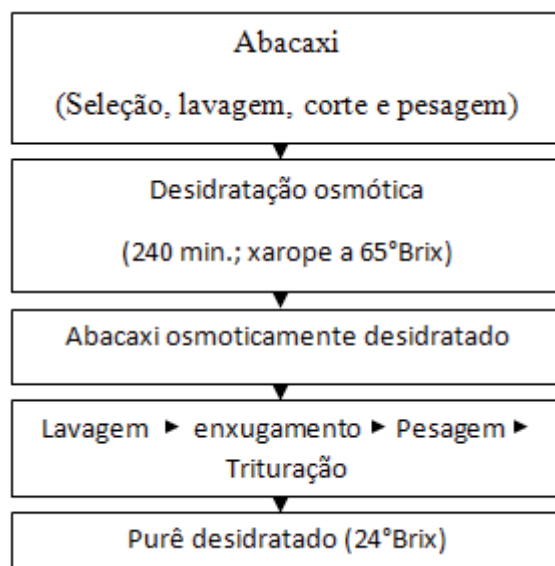 Abacaxi
(Seleção, lavagem, corte e pesagem)
Desidratação osmótica
(240 min.; xarope a 65°Brix)
Abacaxi osmoticamente desidratado
Lavagem ► enxugamento ► Pesagem ►
Trituração
Purê desidratado (24°Brix)